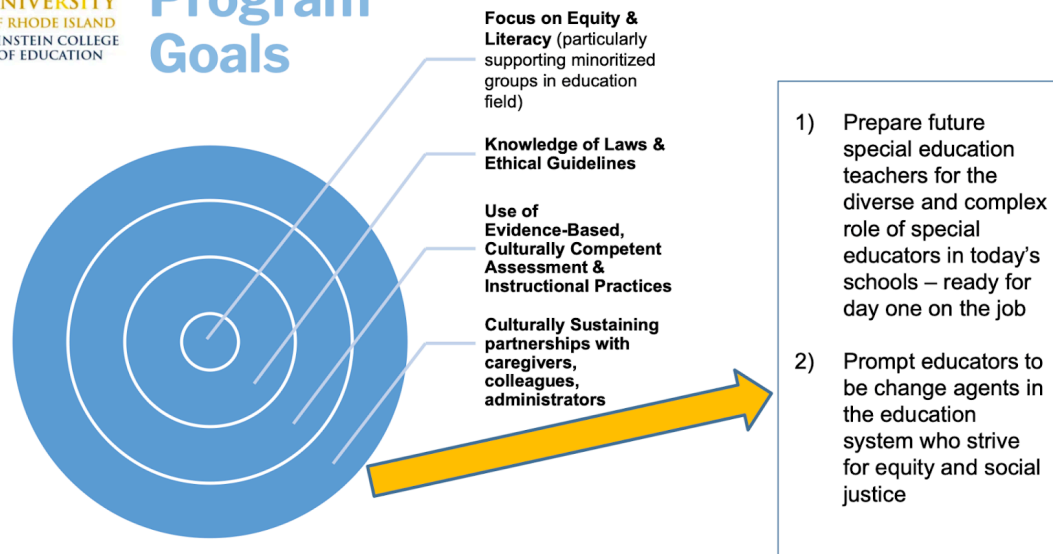 UNIVERSITY
OF RHODE ISLAND
OF EDUCATION
Program
Goals
Focus on Equity &
Literacy (particularly
supporting minoritized
groups in education
field)
Knowledge of Laws &
Ethical Guidelines
Use of
Evidence-Based,
Culturally Competent
Assessment &
Instructional Practices
Culturally Sustaining
partnerships with
caregivers,
colleagues,
administrators
1) Prepare future
special education
teachers for the
diverse and complex
role of special
educators in today's
schools – ready for
day one on the job
2) Prompt educators to
be change agents in
the education
system who strive
for equity and social
justice